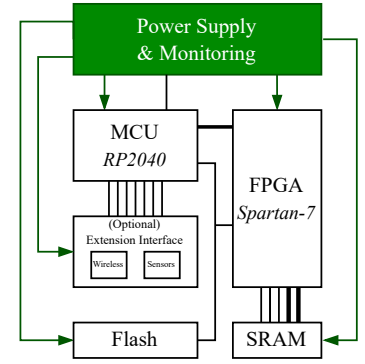 Power Supply
& Monitoring
MCU
RP2040
FPGA
Spartan-7
(Optional)
Extension Interface
Wireless
Sensors
Flash
SRAM